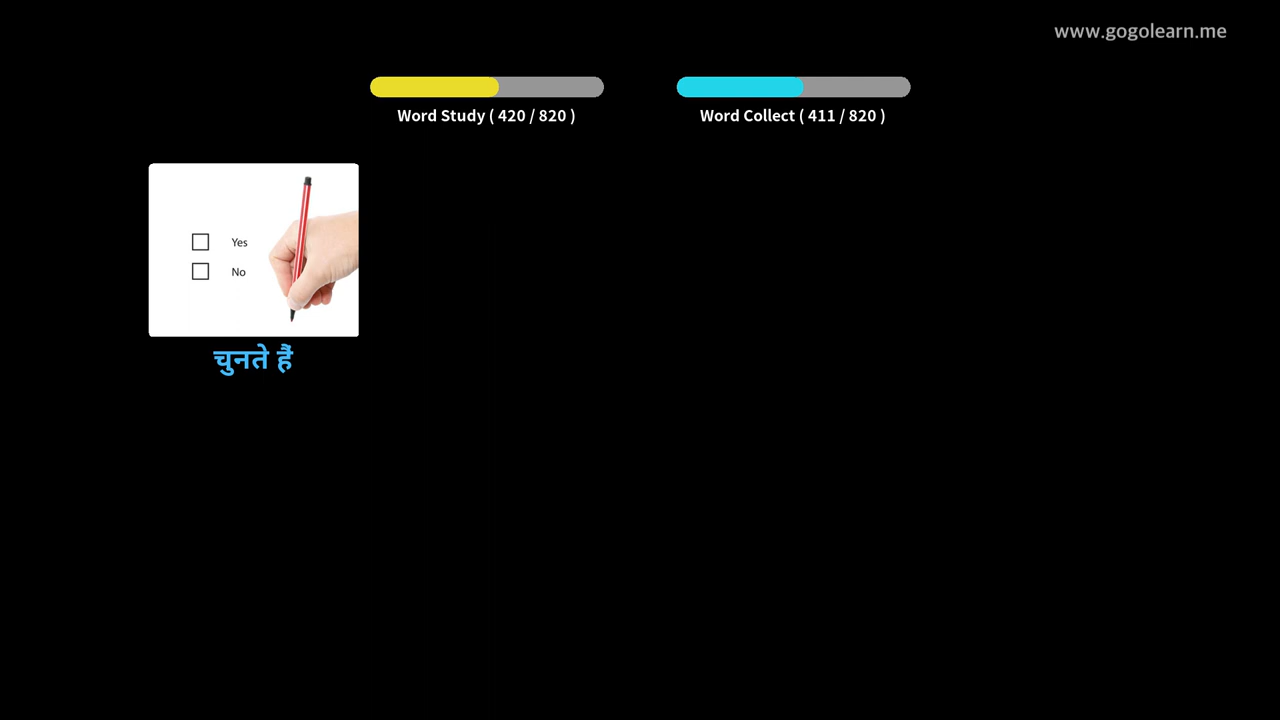 www.gogolearn.me
Word Study ( 420 / 820 )
Word Collect ( 411 / 820 )
Yes
No
चुनते हैं